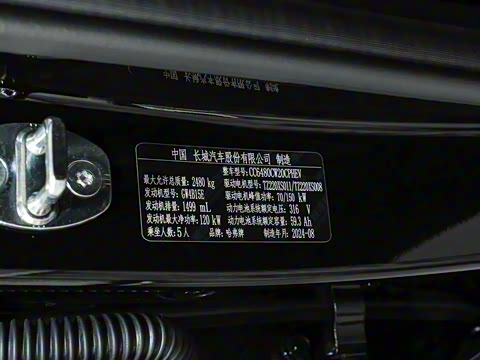 中国 长城汽车股份有限公司 制造
整车型号:CC6480CW20CPHEV
最大允许总质量: 2480 kg 驱动电机型号: TZ220XS011/TZ220XS008
发动机型号: GW4B15E 驱动电机峰值功率: 70/150 kW
发动机排量: 1499 mL 动力电池系统额定电压: 316 V
发动机最大净功率: 120 kW 动力电池系统额定容量: 59.3 Ah
乘坐人数: 5人 品牌: 哈弗牌 制造年月: 2024-08